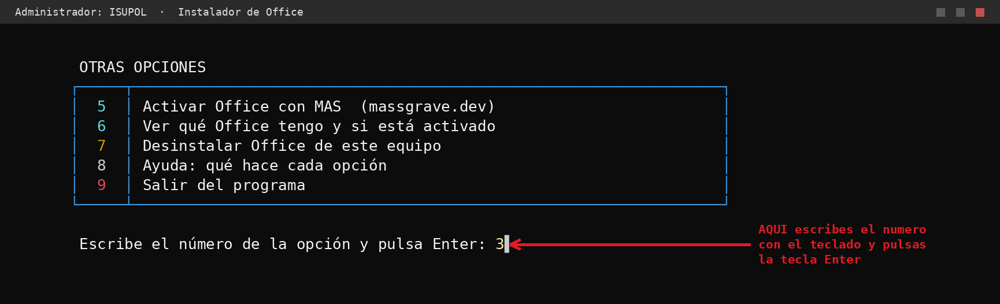 Administrador: ISUPOL · Instalador de Office
OTRAS OPCIONES
5 Activar Office con MAS (massgrave.dev)
6 Ver qué Office tengo y si está activado
7 Desinstalar Office de este equipo
8 Ayuda: qué hace cada opción
9 Salir del programa
Escribe el número de la opción y pulsa Enter: 3
AQUI escribes el numero
con el teclado y pulsas
la tecla Enter